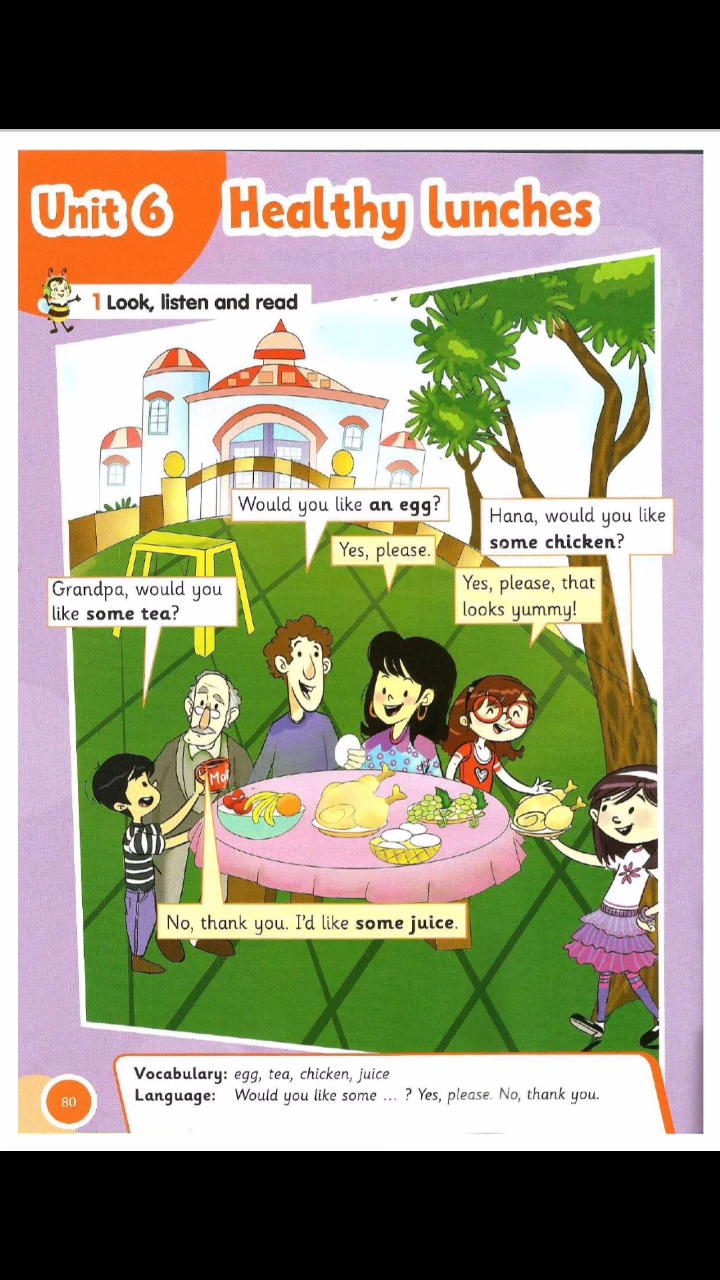 Unit 6 Healthy lunches
1 Look, listen and read
Would you like an egg?
Yes, please.
Hana, would you like
some chicken?
Yes, please, that
looks yummy!
Grandpa, would you
like some tea?
No, thank you. I'd like some juice.
Vocabulary: egg, tea, chicken, juice
Language: Would you like some ... ? Yes, please. No, thank you.
80